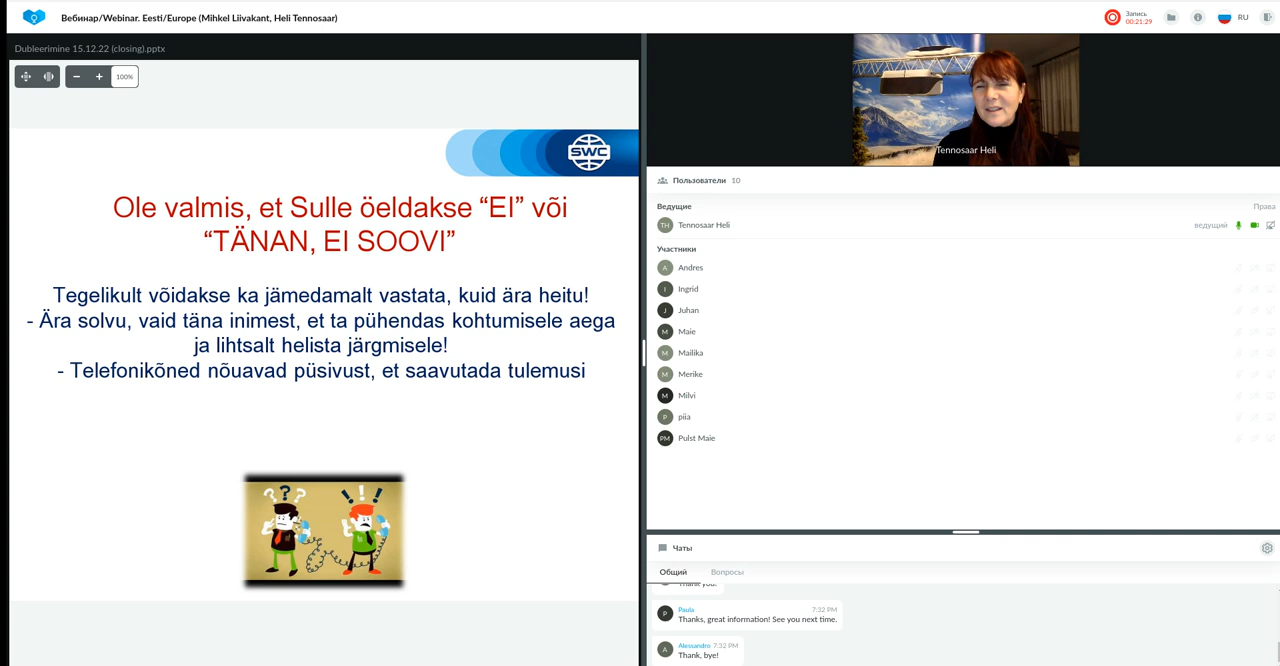 Вебинар/Webinar. Eesti/Europe (Mihkel Liivakant, Heli Tennosaar)
Запись
00:21:29
RU
Dubleerimine 15.12.22 (closing).pptx
100%
SWC
Ole valmis, et Sulle öeldakse “EI” või
“TÄNAN, EI SOOVI”
Tegelikult võidakse ka jämedamalt vastata, kuid ära heitu!
- Ära solvu, vaid täna inimest, et ta pühendas kohtumisele aega
ja lihtsalt helista järgmisele!
- Telefonikõned nõuavad püsivust, et saavutada tulemusi
? ? ?
! ! !
Tennosaar Heli
Пользователи 10
Ведущие
Права
TH Tennosaar Heli
ведущий
Участники
A Andres
I Ingrid
J Juhan
M Maie
M Mailika
M Merike
M Milvi
P piia
PM Pulst Maie
Чаты
Общий
Вопросы
Thank you!
P
Paula 7:32 PM
Thanks, great information! See you next time.
A
Alessandro 7:32 PM
Thank, bye!